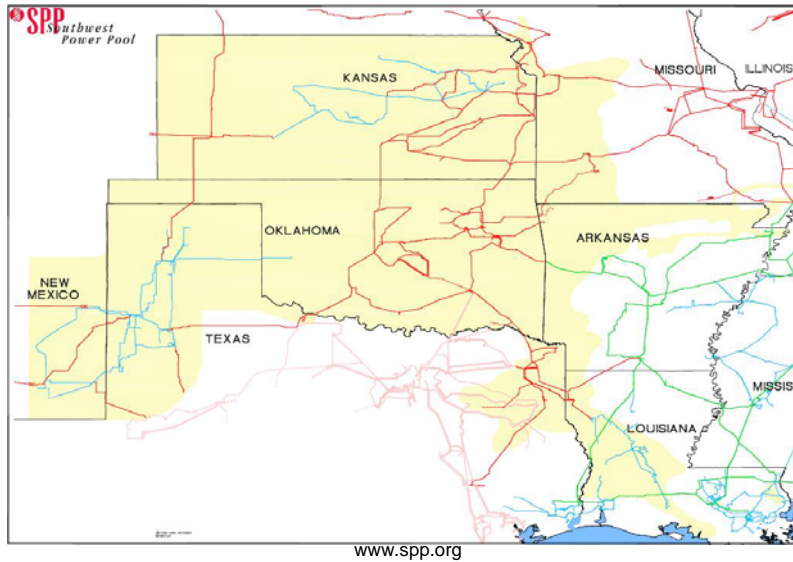 SPP
Southwest
Power Pool
KANSAS
MISSOURI
ILLINOIS
OKLAHOMA
ARKANSAS
NEW
MEXICO
TEXAS
MISSIS
LOUISIANA
www.spp.org